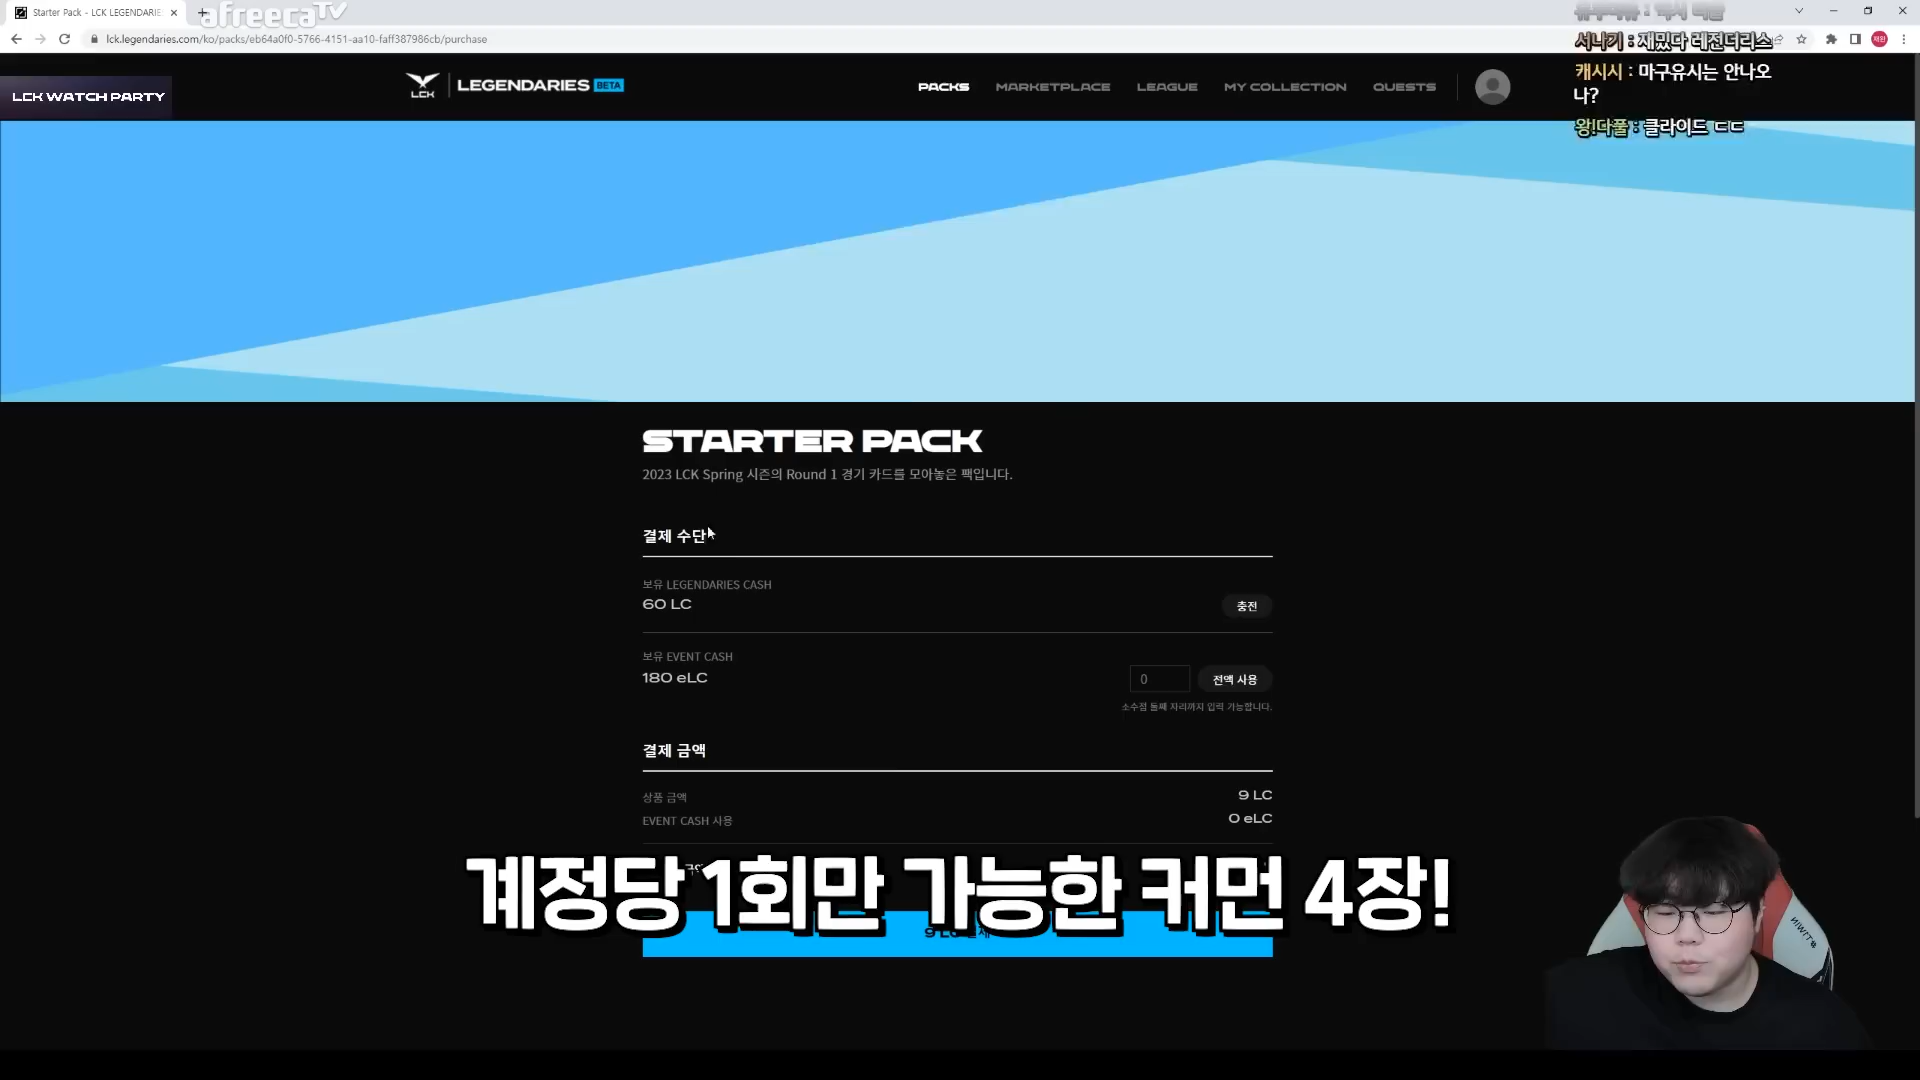 Starter Pack - LCK LEGENDARIE
afreecaTV
lck.legendaries.com/ko/packs/eb64a0f0-5766-4151-aa10-faff387986cb/purchase
서나기 : 재밌다 레전더리스
캐시시 : 마구유시는 안나오
나?
왕!다풀 : 클라이드 ㄷㄷ
LCK WATCH PARTY
LCK
LEGENDARIES BETA
PACKS
MARKETPLACE
LEAGUE
MY COLLECTION
QUESTS
STARTER PACK
2023 LCK Spring 시즌의 Round 1 경기 카드를 모아놓은 팩입니다.
결제 수단
보유 LEGENDARIES CASH
60 LC
충전
보유 EVENT CASH
180 eLC
0
전액 사용
소수점 둘째 자리까지 입력 가능합니다.
결제 금액
상품 금액
9 LC
EVENT CASH 사용
0 eLC
계정당 1회만 가능한 커먼 4장!